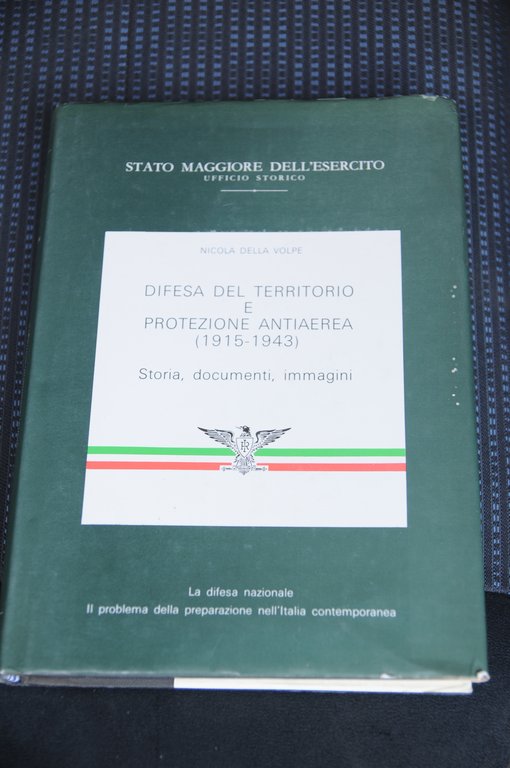 STATO MAGGIORE DELL'ESERCITO
UFFICIO STORICO
NICOLA DELLA VOLPE
DIFESA DEL TERRITORIO
E
PROTEZIONE ANTIAEREA
(1915-1943)
Storia, documenti, immagini
La difesa nazionale
Il problema della preparazione nell'Italia contemporanea